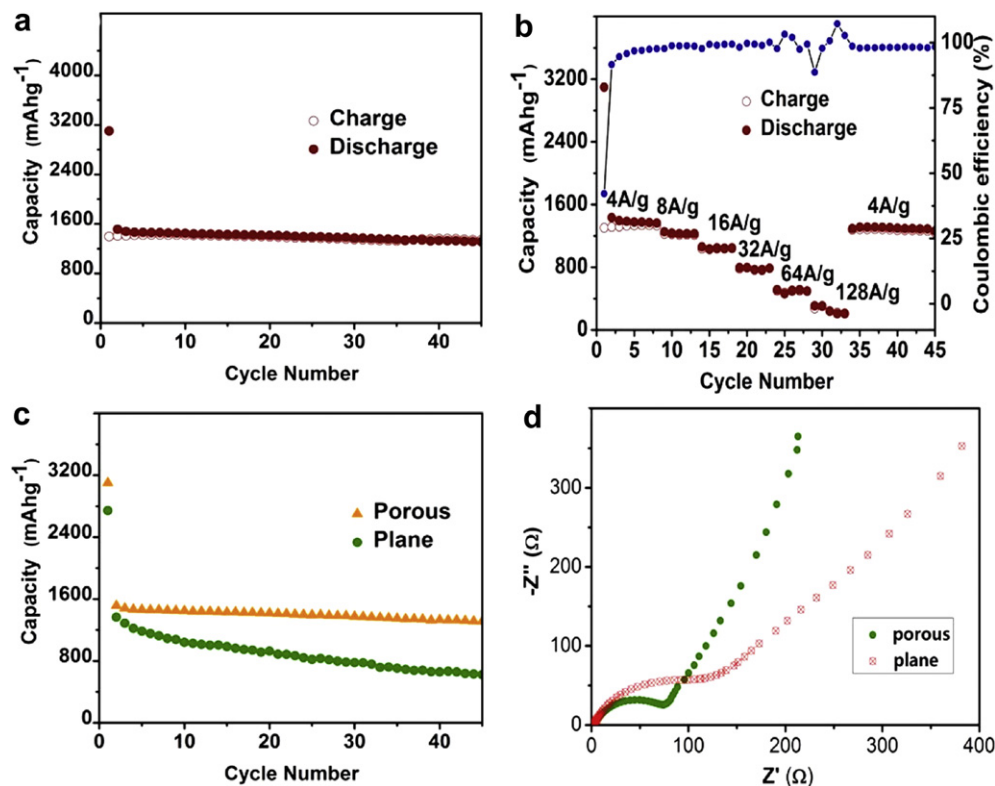 a
Capacity (mAhg-1)
4000
3200
2400
1600
800
0
Charge
Discharge
0 10 20 30 40
Cycle Number
b
Capacity (mAhg-1)
3200
2400
1600
800
0
Charge
Discharge
4A/g 8A/g 16A/g 32A/g 64A/g 128A/g 4A/g
100
75
50
25
0
Coulombic efficiency (%)
0 5 10 15 20 25 30 35 40 45
Cycle Number
c
Capacity (mAhg-1)
3200
2400
1600
800
0
Porous
Plane
0 10 20 30 40
Cycle Number
d
-Z'' (Ω)
300
200
100
0
porous
plane
0 100 200 300 400
Z' (Ω)